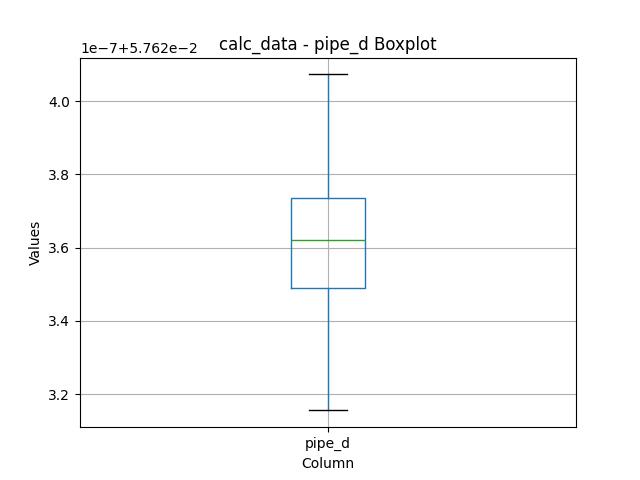 1e−7+5.762e−2
calc_data - pipe_d Boxplot
4.0
3.8
3.6
3.4
3.2
Values
pipe_d
Column